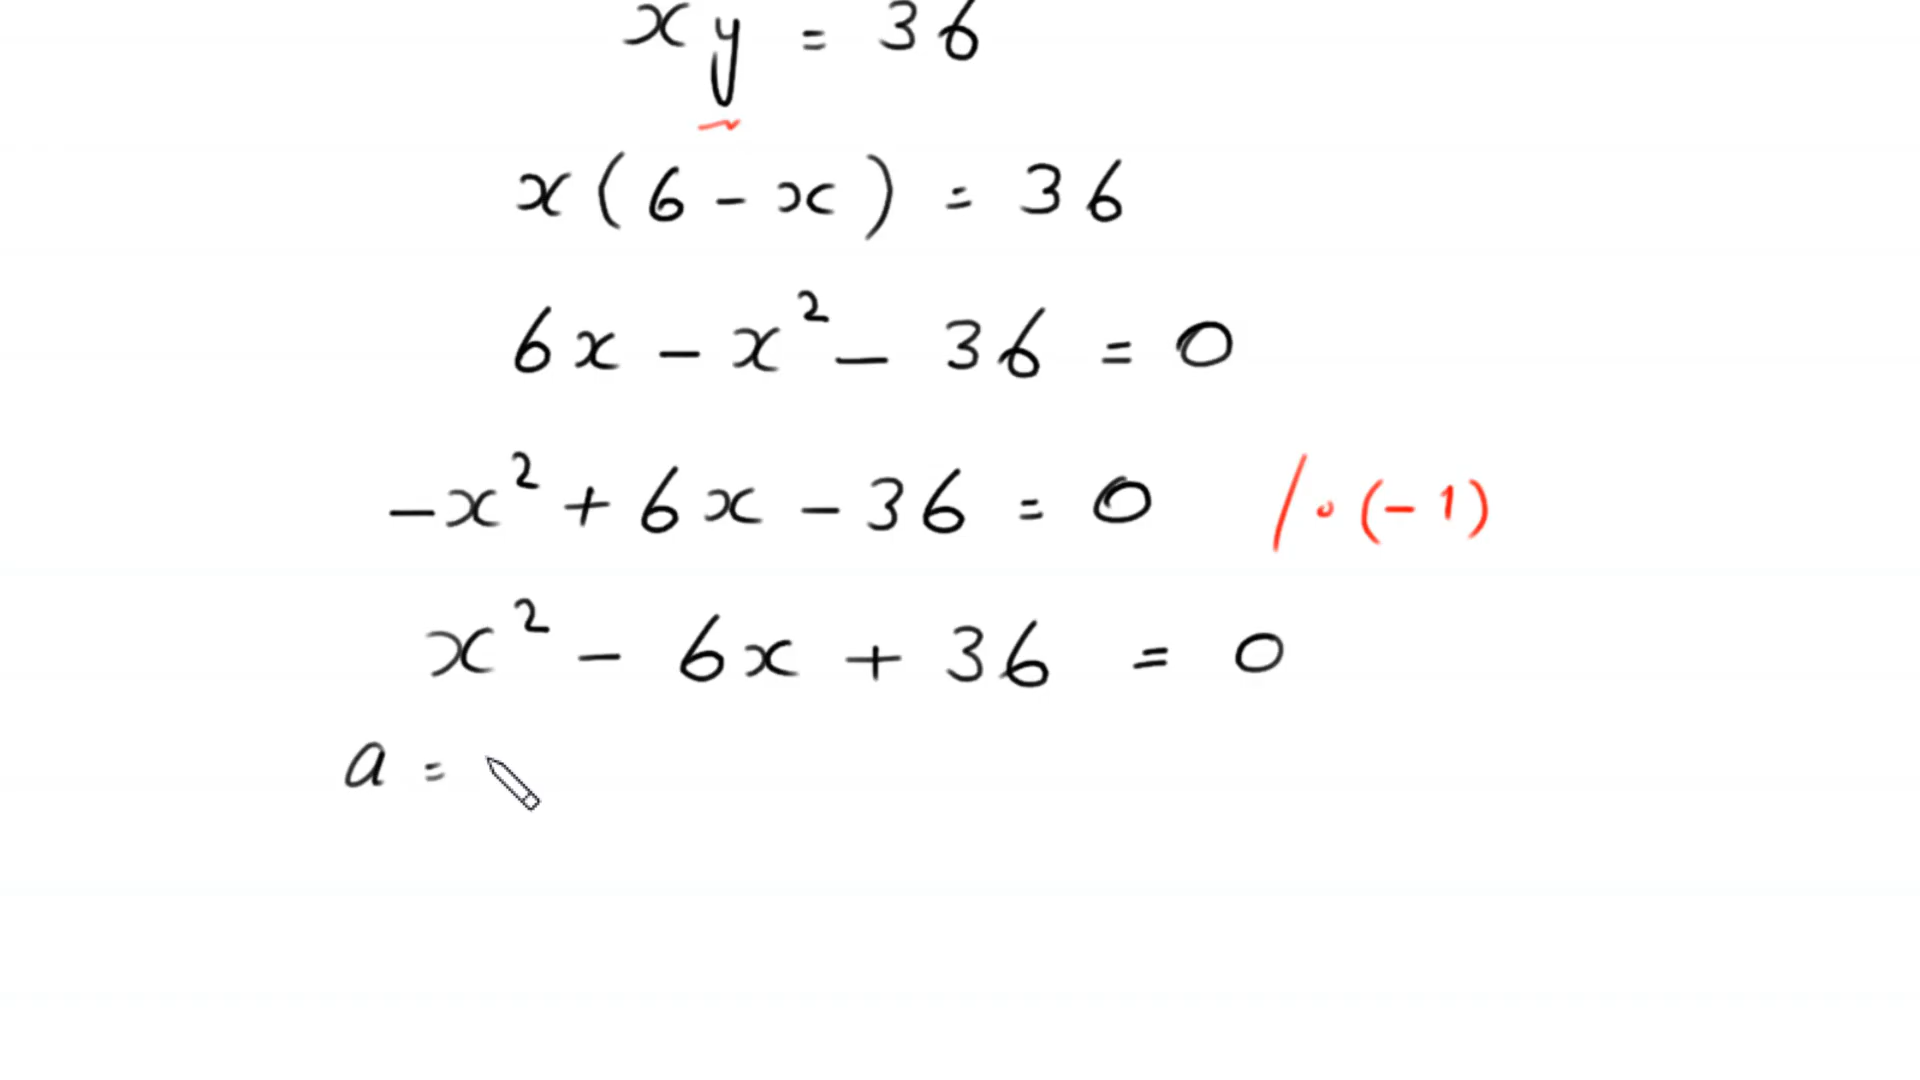 xy = 36
x(6 - x) = 36
6x - x² - 36 = 0
-x² + 6x - 36 = 0 /·(-1)
x² - 6x + 36 = 0
a =